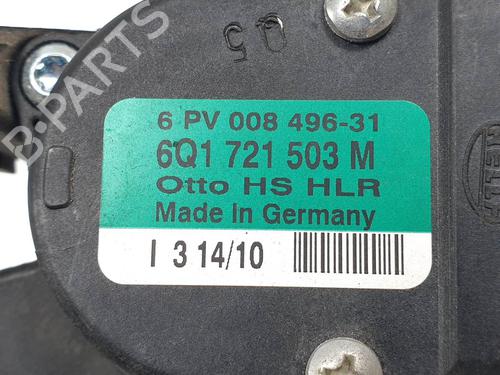 05
6 PV 008 496-31
6Q1 721 503 M
Otto HS HLR
Made in Germany
I 3 14/10
HELLA
B-PARTS